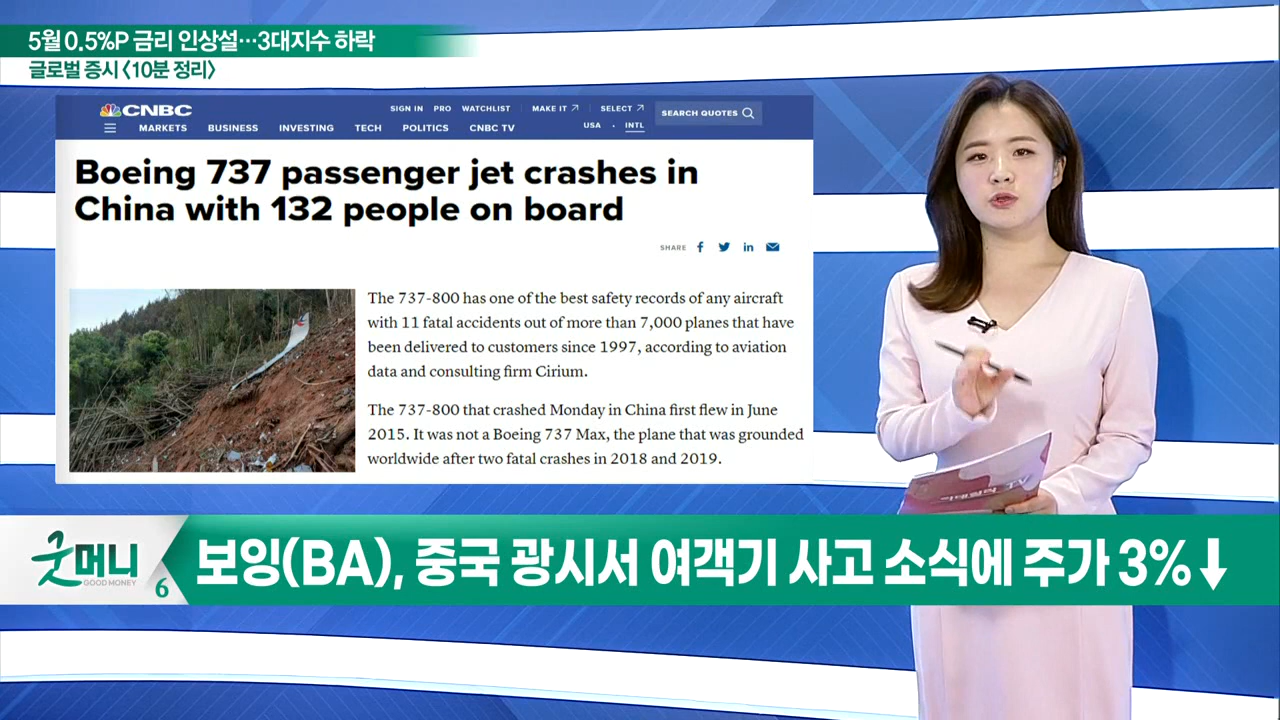 5월 0.5%P 금리 인상설…3대지수 하락
글로벌 증시 <10분 정리>
CNBC
SIGN IN PRO WATCHLIST MAKE IT SELECT SEARCH QUOTES
MARKETS BUSINESS INVESTING TECH POLITICS CNBC TV USA · INTL
Boeing 737 passenger jet crashes in
China with 132 people on board
SHARE
The 737-800 has one of the best safety records of any aircraft
with 11 fatal accidents out of more than 7,000 planes that have
been delivered to customers since 1997, according to aviation
data and consulting firm Cirium.
The 737-800 that crashed Monday in China first flew in June
2015. It was not a Boeing 737 Max, the plane that was grounded
worldwide after two fatal crashes in 2018 and 2019.
굿머니
GOOD MONEY
6
보잉(BA), 중국 광시서 여객기 사고 소식에 주가 3%↓